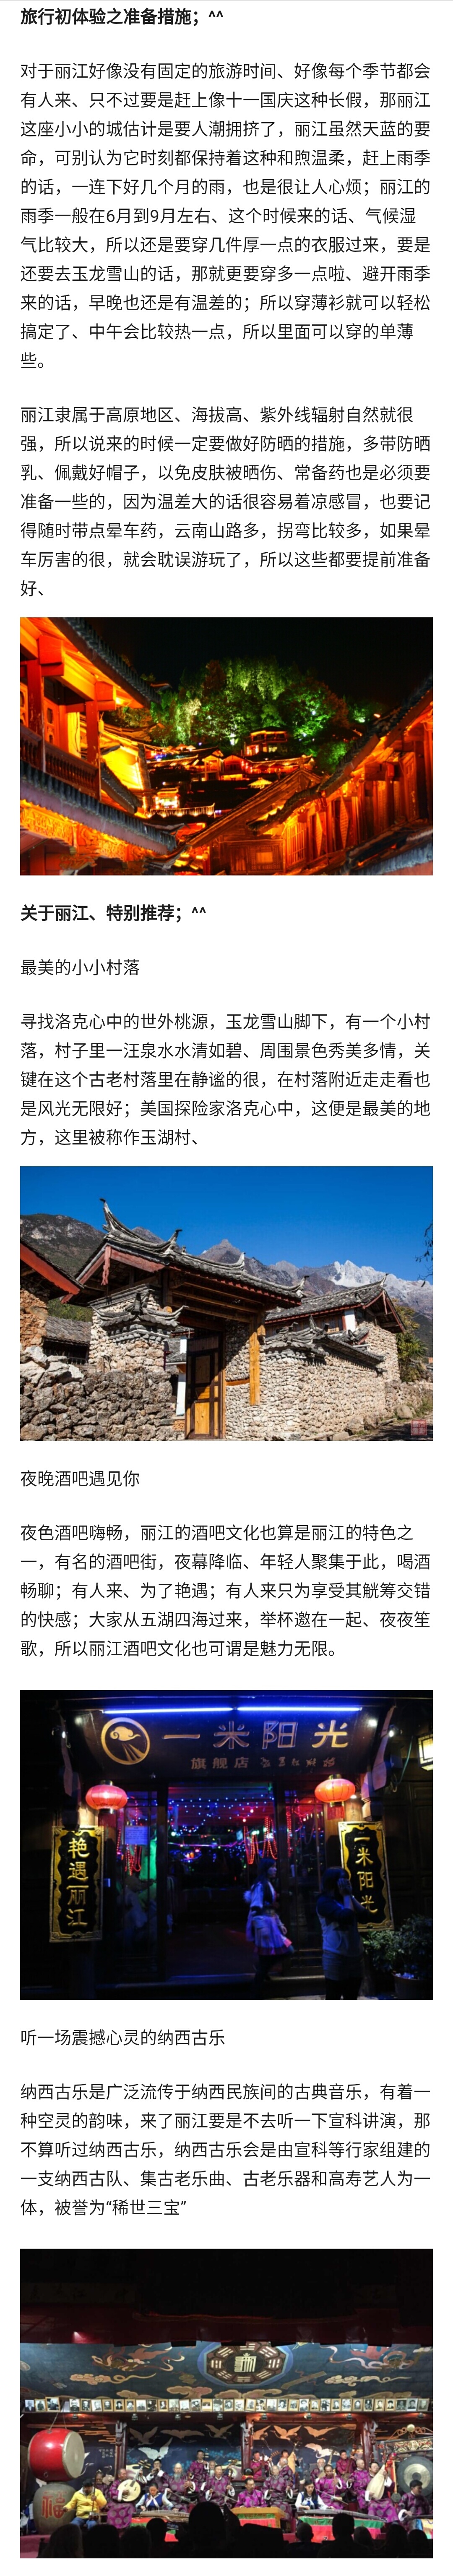 旅行初体验之准备措施；^^
对于丽江好像没有固定的旅游时间、好像每个季节都会
有人来、只不过要是赶上像十一国庆这种长假，那丽江
这座小小的城估计是要人潮拥挤了，丽江虽然天蓝的要
命，可别认为它时刻都保持着这种和煦温柔，赶上雨季
的话，一连下好几个月的雨，也是很让人心烦；丽江的
雨季一般在6月到9月左右、这个时候来的话、气候湿
气比较大，所以还是要穿几件厚一点的衣服过来，要是
还要去玉龙雪山的话，那就更要穿多一点啦、避开雨季
来的话，早晚也还是有温差的；所以穿薄衫就可以轻松
搞定了、中午会比较热一点，所以里面可以穿的单薄
些。
丽江隶属于高原地区、海拔高、紫外线辐射自然就很
强，所以说来的时候一定要做好防晒的措施，多带防晒
乳、佩戴好帽子，以免皮肤被晒伤、常备药也是必须要
准备一些的，因为温差大的话很容易着凉感冒，也要记
得随时带点晕车药，云南山路多，拐弯比较多，如果晕
车厉害的很，就会耽误游玩了，所以这些都要提前准备
好、
关于丽江、特别推荐；^^
最美的小小村落
寻找洛克心中的世外桃源，玉龙雪山脚下，有一个小村
落，村子里一汪泉水水清如碧、周围景色秀美多情，关
键在这个古老村落里在静谧的很，在村落附近走走看也
是风光无限好；美国探险家洛克心中，这便是最美的地
方，这里被称作玉湖村、
夜晚酒吧遇见你
夜色酒吧嗨畅，丽江的酒吧文化也算是丽江的特色之
一，有名的酒吧街，夜幕降临、年轻人聚集于此，喝酒
畅聊；有人来、为了艳遇；有人来只为享受其觥筹交错
的快感；大家从五湖四海过来，举杯邀在一起、夜夜笙
歌，所以丽江酒吧文化也可谓是魅力无限。
一米阳光
旗舰店
艳遇丽江
一米阳光
听一场震撼心灵的纳西古乐
纳西古乐是广泛流传于纳西民族间的古典音乐，有着一
种空灵的韵味，来了丽江要是不去听一下宣科讲演，那
不算听过纳西古乐，纳西古乐会是由宣科等行家组建的
一支纳西古队、集古老乐曲、古老乐器和高寿艺人为一
体，被誉为“稀世三宝”
福